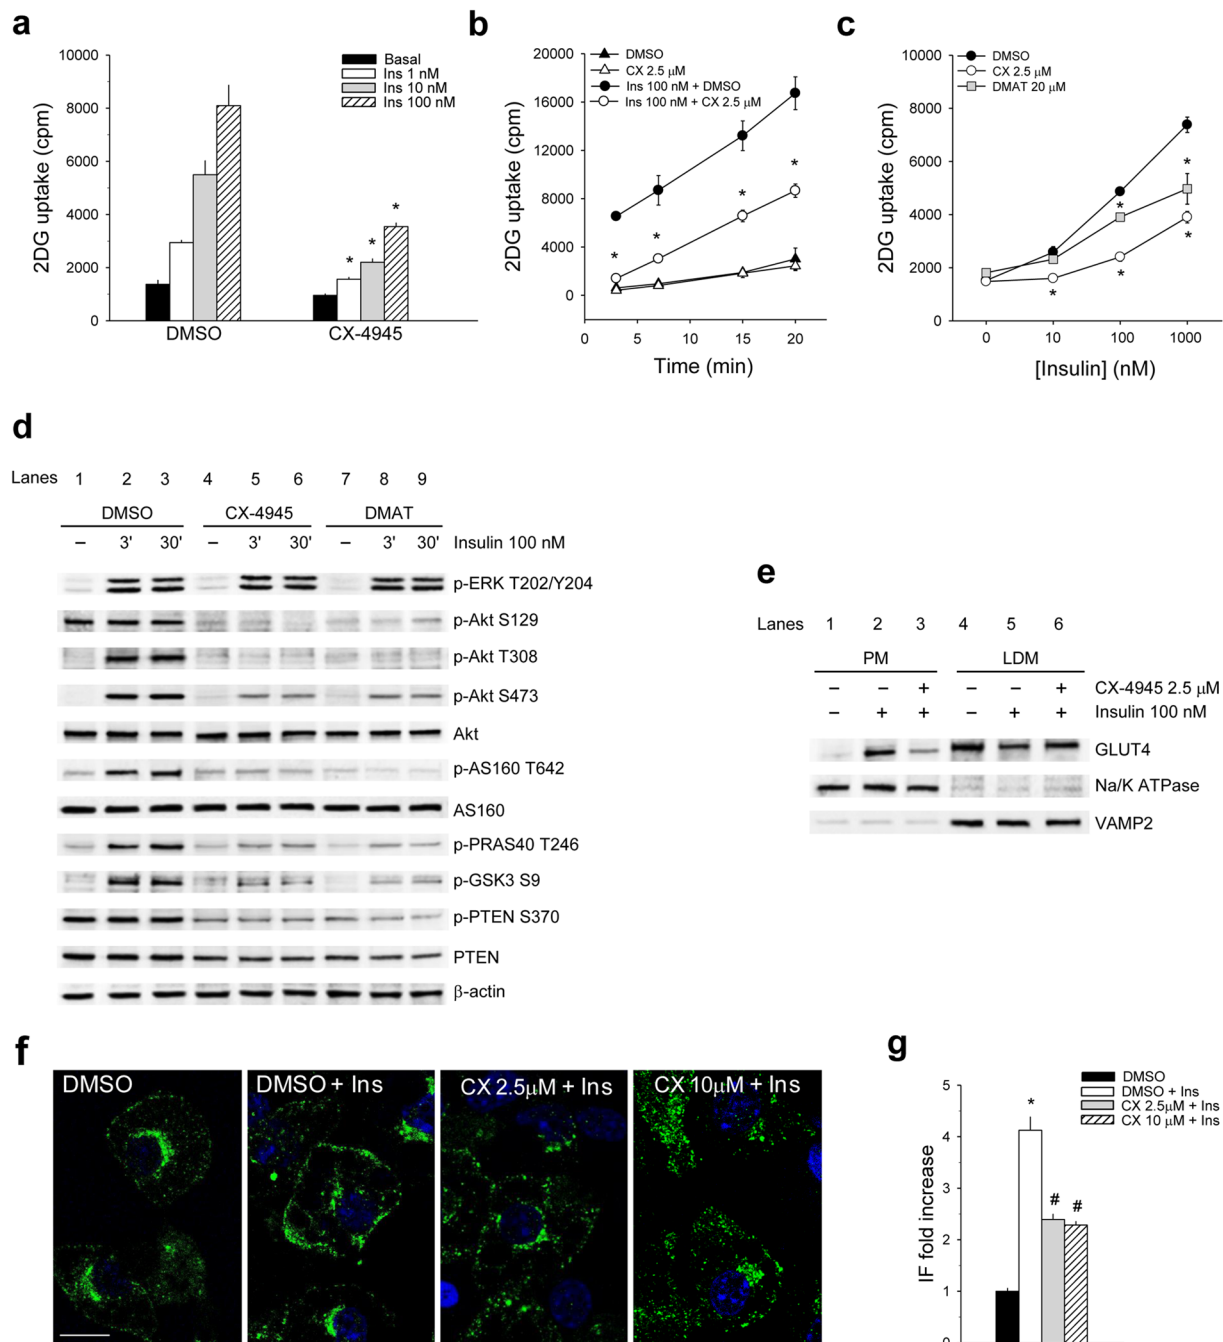 a
10000
8000
6000
4000
2000
0
2DG uptake (cpm)
Basal
Ins 1 nM
Ins 10 nM
Ins 100 nM
* * *
DMSO CX-4945
b
20000
16000
12000
8000
4000
0
2DG uptake (cpm)
DMSO
CX 2.5 μM
Ins 100 nM + DMSO
Ins 100 nM + CX 2.5 μM
* * * *
0 5 10 15 20
Time (min)
c
10000
8000
6000
4000
2000
0
2DG uptake (cpm)
DMSO
CX 2.5 μM
DMAT 20 μM
* * * * *
0 10 100 1000
[Insulin] (nM)
d
Lanes 1 2 3 4 5 6 7 8 9
DMSO CX-4945 DMAT
– 3' 30' – 3' 30' – 3' 30' Insulin 100 nM
p-ERK T202/Y204
p-Akt S129
p-Akt T308
p-Akt S473
Akt
p-AS160 T642
AS160
p-PRAS40 T246
p-GSK3 S9
p-PTEN S370
PTEN
β-actin
e
Lanes 1 2 3 4 5 6
PM LDM
– – + – – + CX-4945 2.5 μM
– + + – + + Insulin 100 nM
GLUT4
Na/K ATPase
VAMP2
f
DMSO
DMSO + Ins
CX 2.5μM + Ins
CX 10μM + Ins
g
5
4
3
2
1
0
IF fold increase
DMSO
DMSO + Ins
CX 2.5μM + Ins
CX 10 μM + Ins
* # #